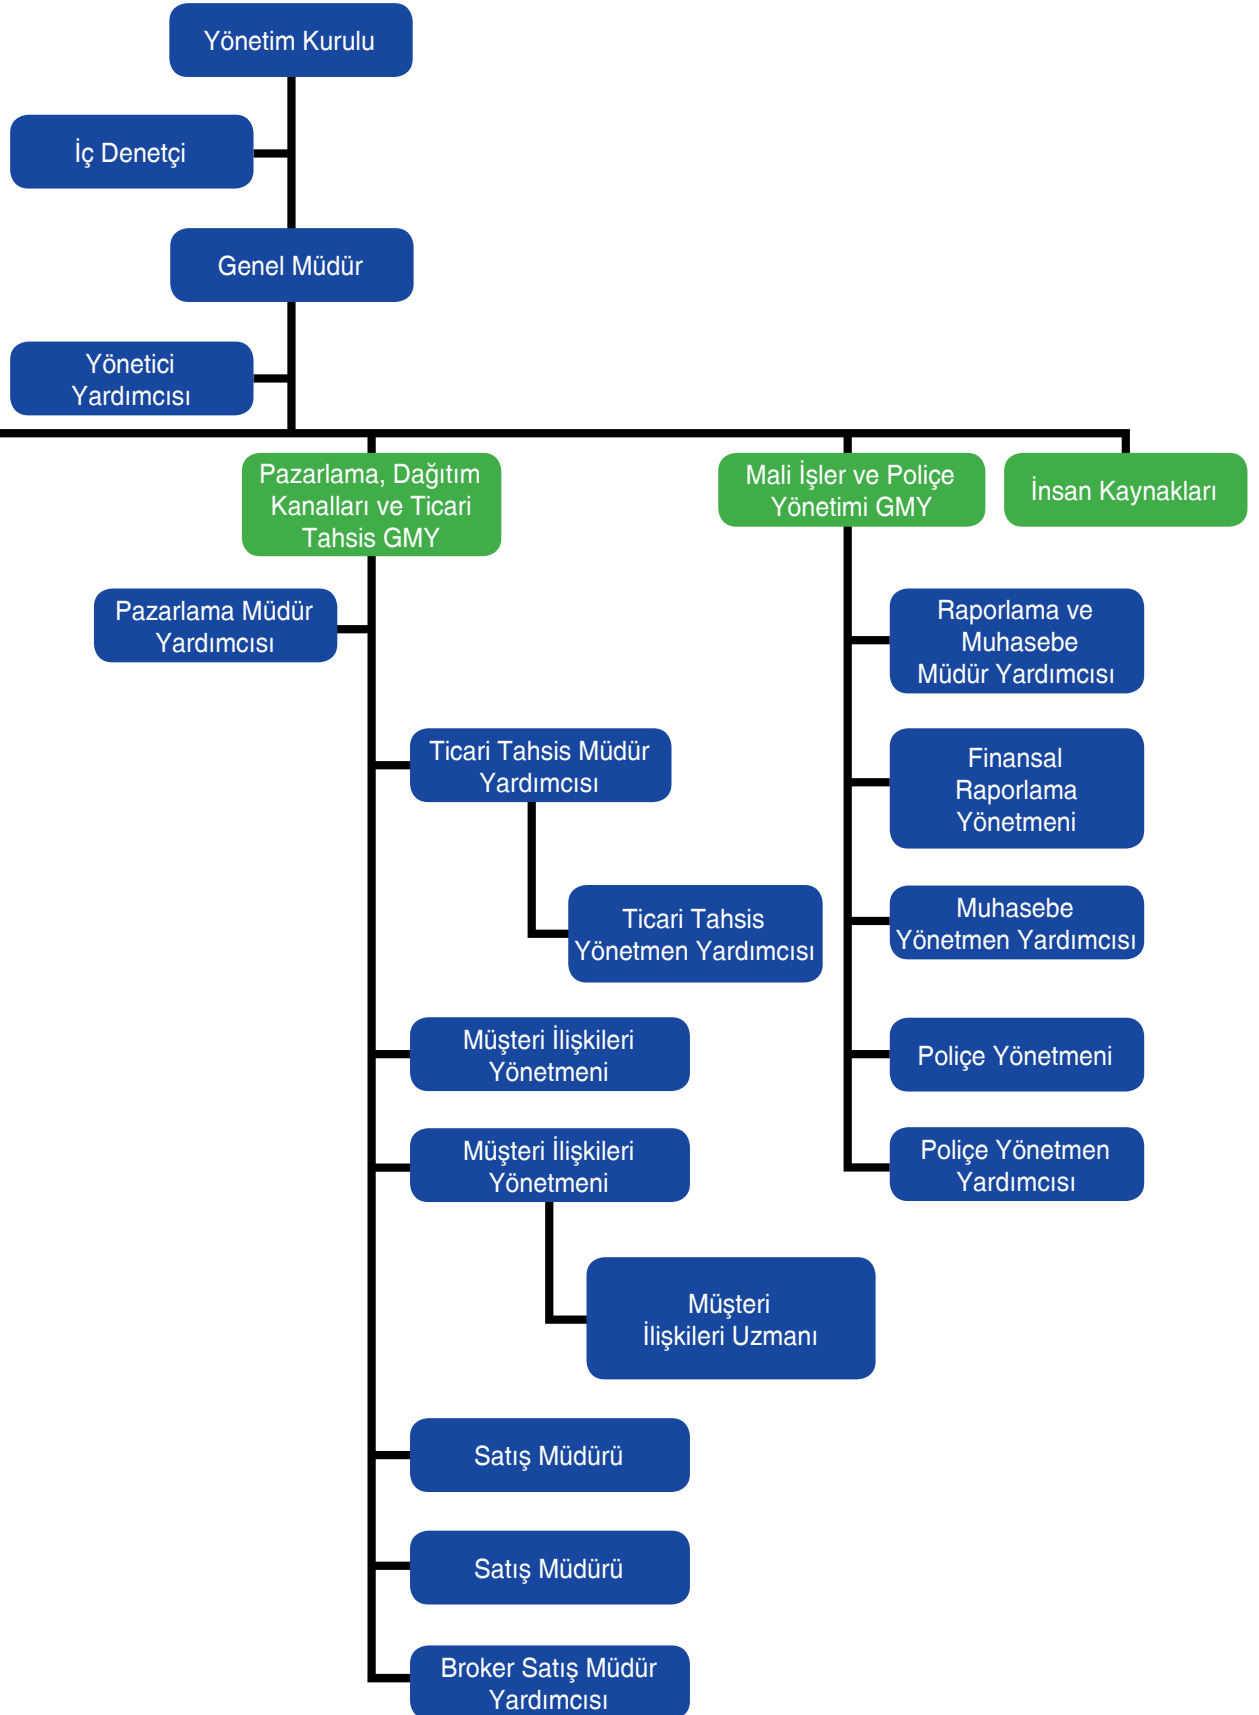 Yönetim Kurulu
İç Denetçi
Genel Müdür
Yönetici
Yardımcısı
Pazarlama, Dağıtım
Kanalları ve Ticari
Tahsis GMY
Mali İşler ve Poliçe
Yönetimi GMY
İnsan Kaynakları
Pazarlama Müdür
Yardımcısı
Ticari Tahsis Müdür
Yardımcısı
Ticari Tahsis
Yönetmen Yardımcısı
Müşteri İlişkileri
Yönetmeni
Müşteri İlişkileri
Yönetmeni
Müşteri
İlişkileri Uzmanı
Satış Müdürü
Satış Müdürü
Broker Satış Müdür
Yardımcısı
Raporlama ve
Muhasebe
Müdür Yardımcısı
Finansal
Raporlama
Yönetmeni
Muhasebe
Yönetmen Yardımcısı
Poliçe Yönetmeni
Poliçe Yönetmen
Yardımcısı